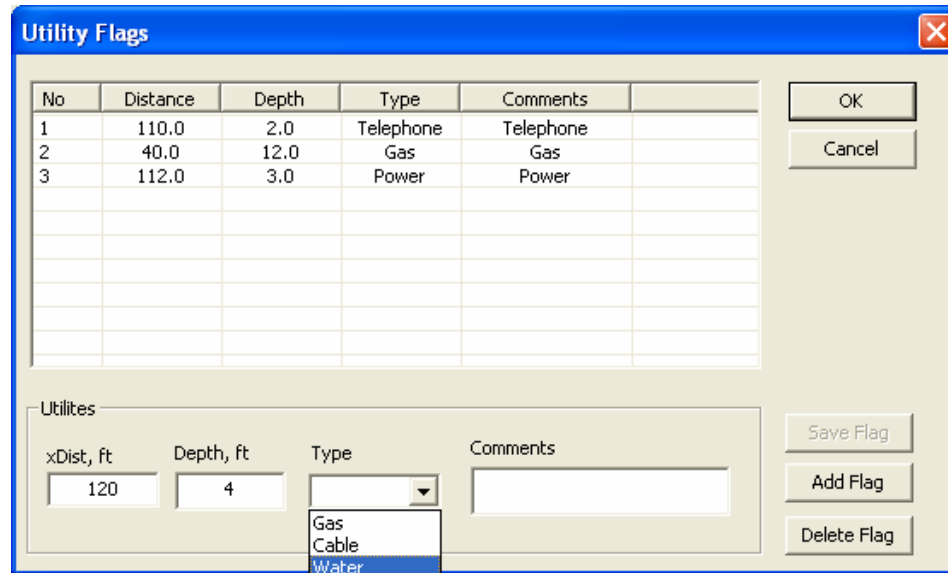 Utility Flags
No Distance Depth Type Comments
1 110.0 2.0 Telephone Telephone
2 40.0 12.0 Gas Gas
3 112.0 3.0 Power Power
OK
Cancel
Utilites
xDist, ft Depth, ft Type Comments
120 4
Gas
Cable
Water
Save Flag
Add Flag
Delete Flag